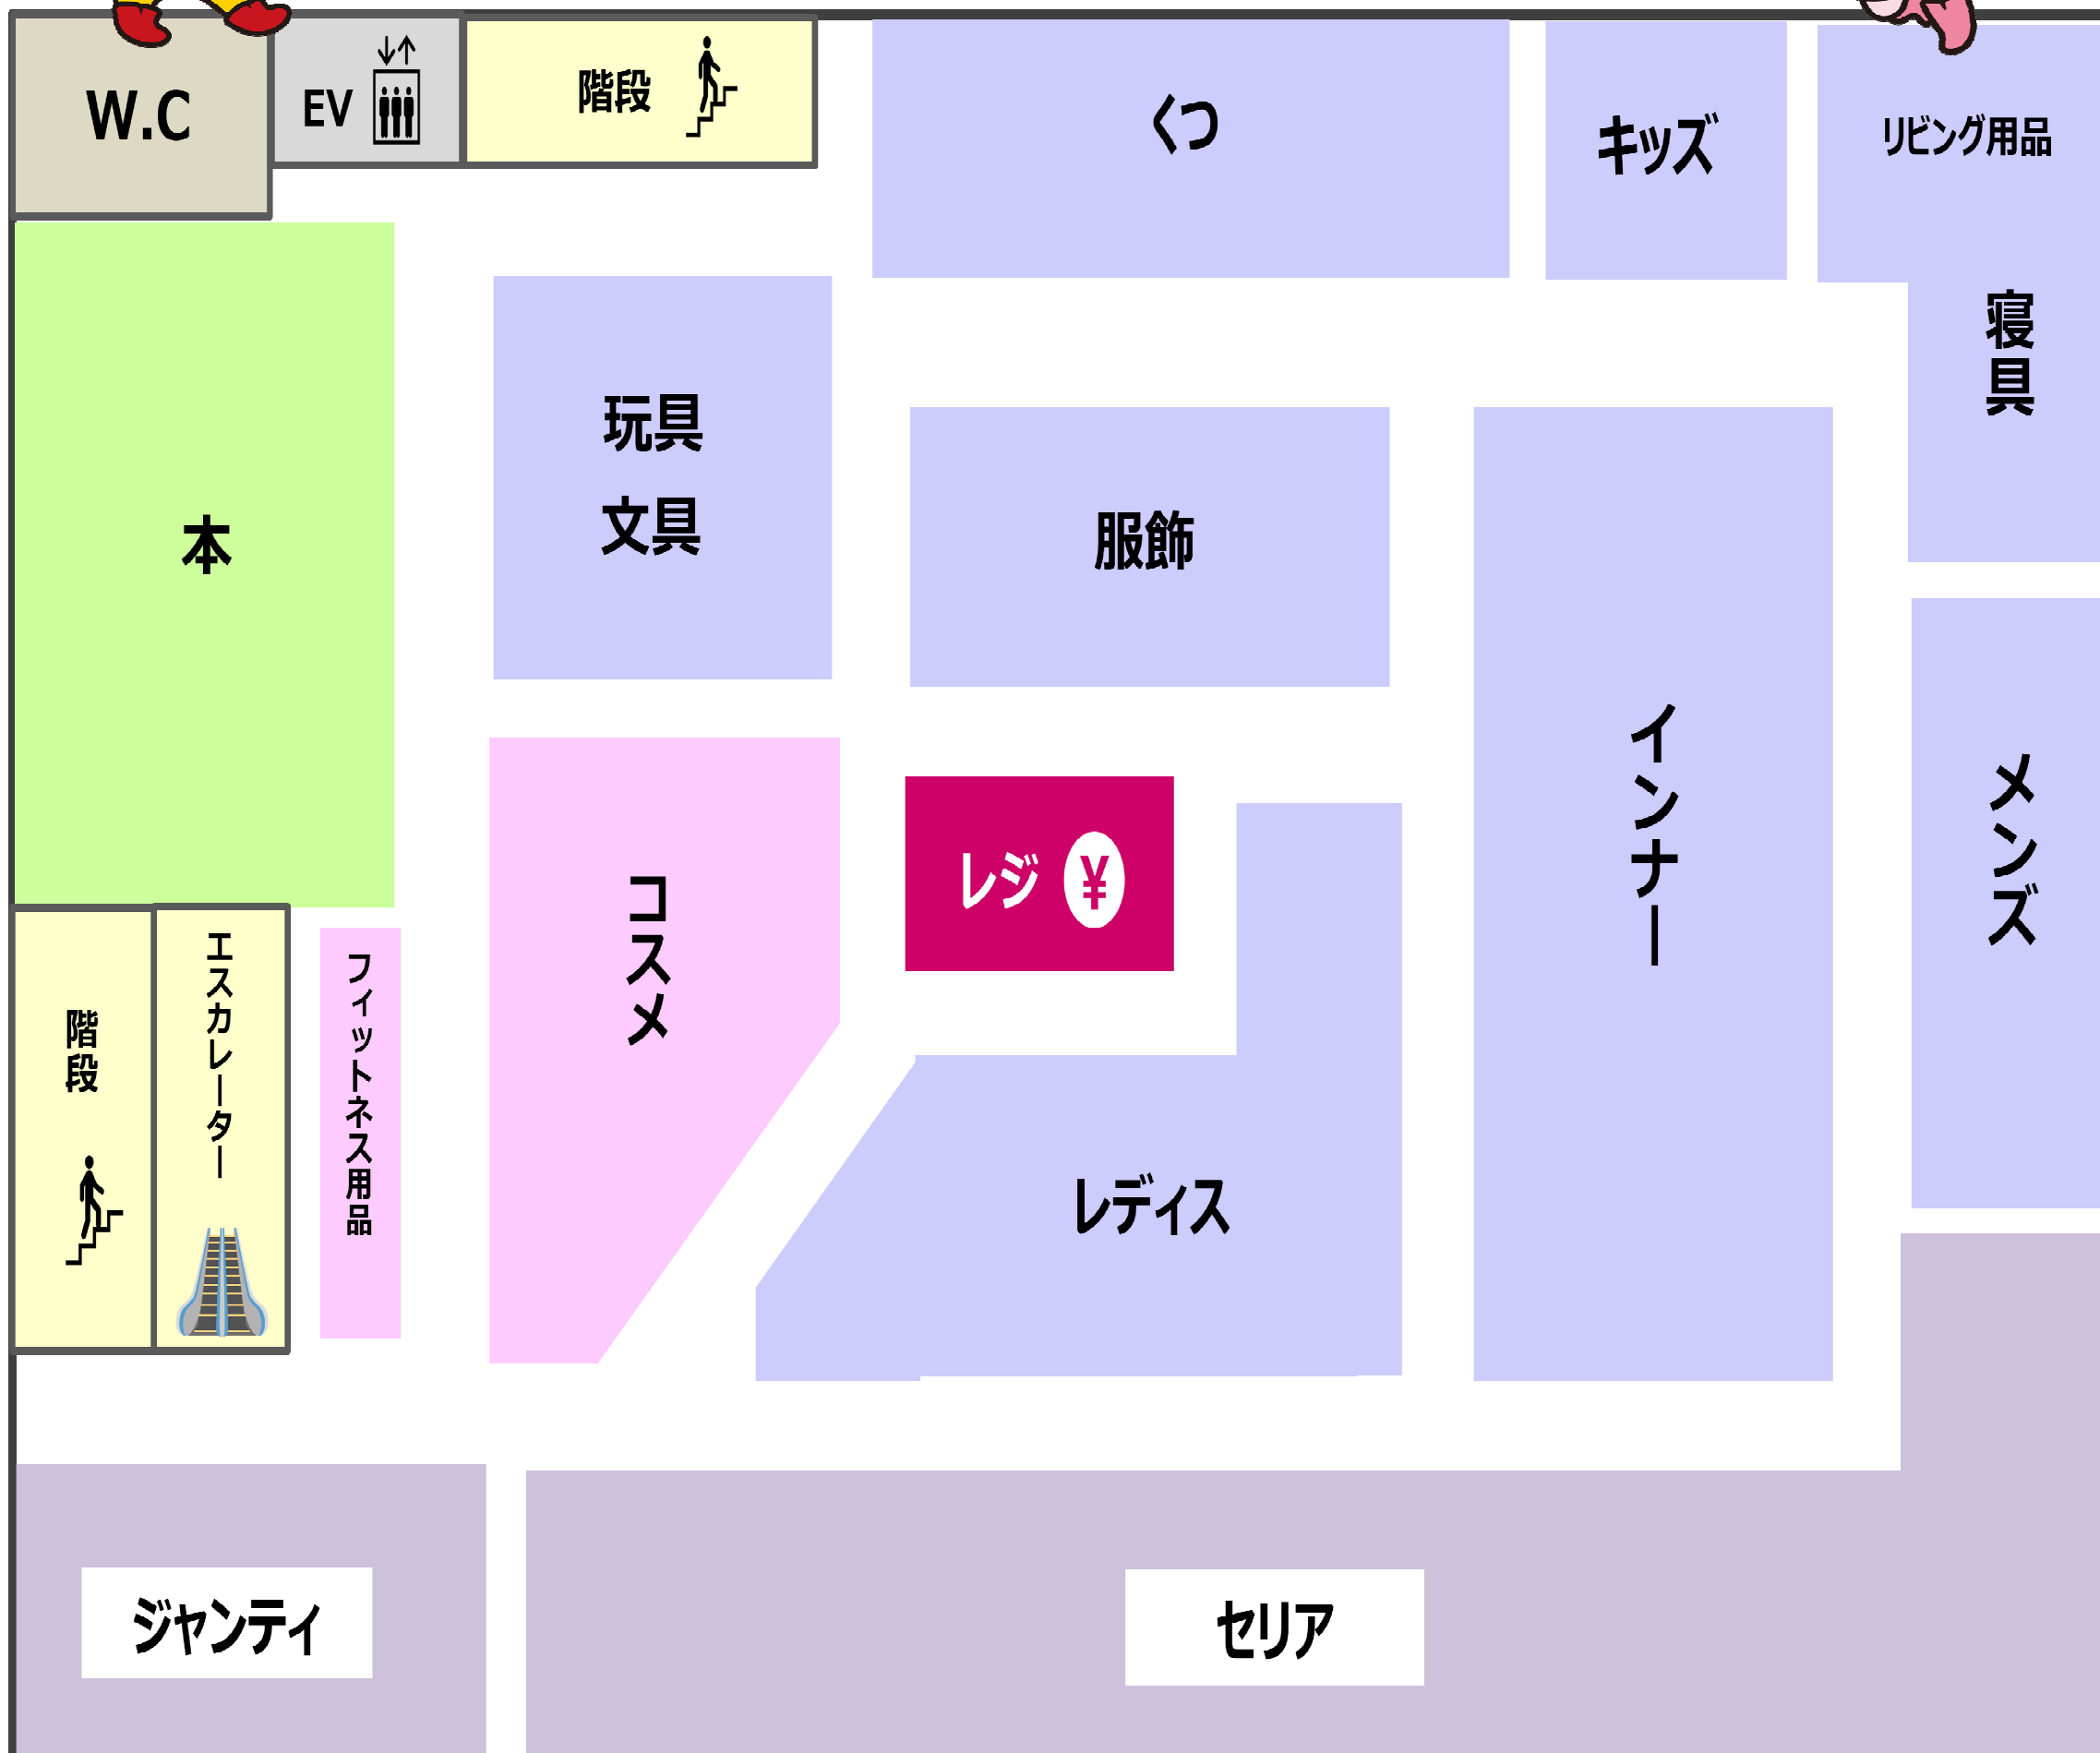 W.C
EV
階段
くつ
キッズ
リビング用品
寝具
本
玩具
文具
服飾
インナー
メンズ
コスメ
レジ ¥
階段
エスカレーター
フィットネス用品
レディス
ジャンティ
セリア